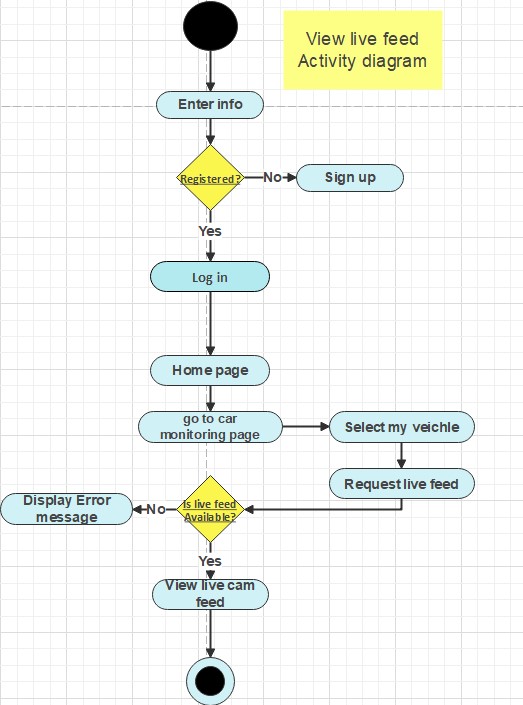 View live feed
Activity diagram
Enter info
Registered?
No
Sign up
Yes
Log in
Home page
go to car
monitoring page
Select my veichle
Request live feed
Is live feed
Available?
No
Display Error
message
Yes
View live cam
feed